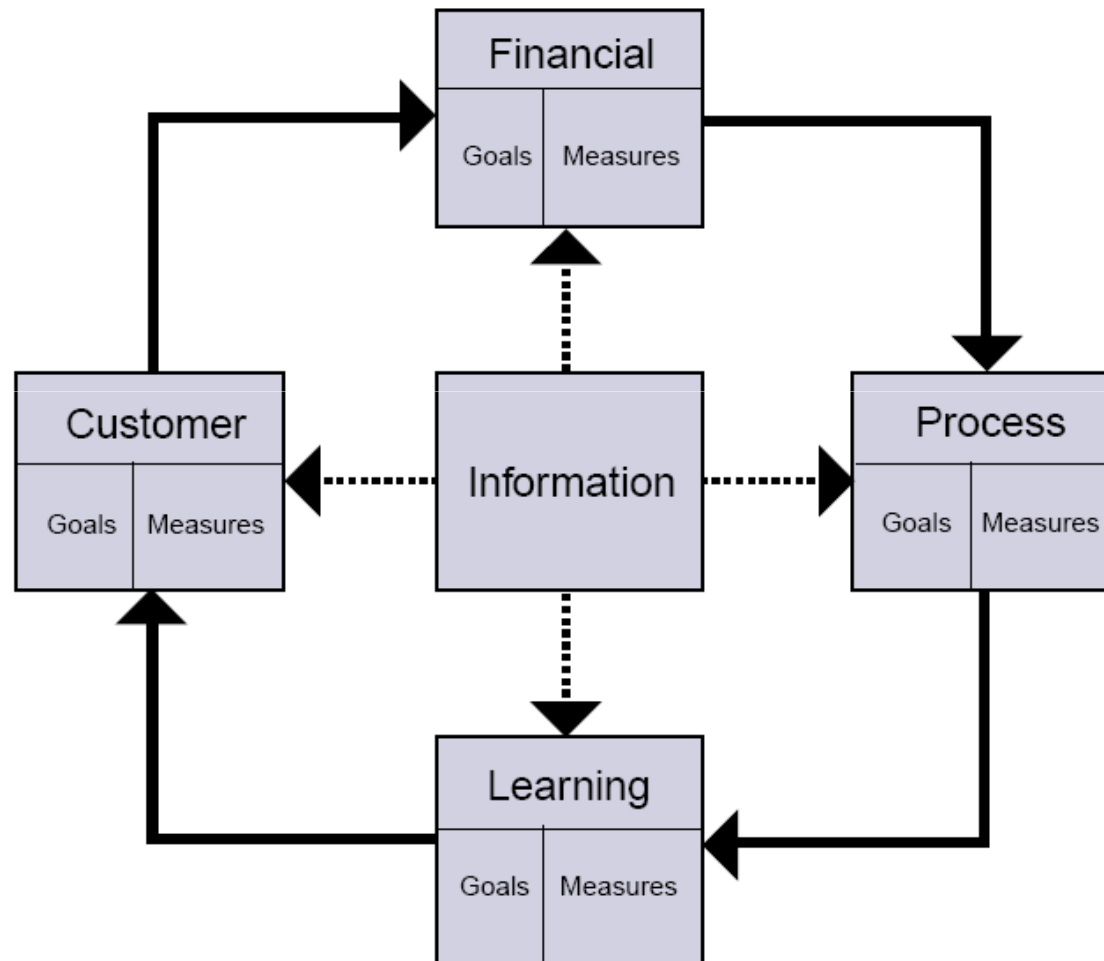 Financial
Goals Measures
Customer
Goals Measures
Information
Process
Goals Measures
Learning
Goals Measures